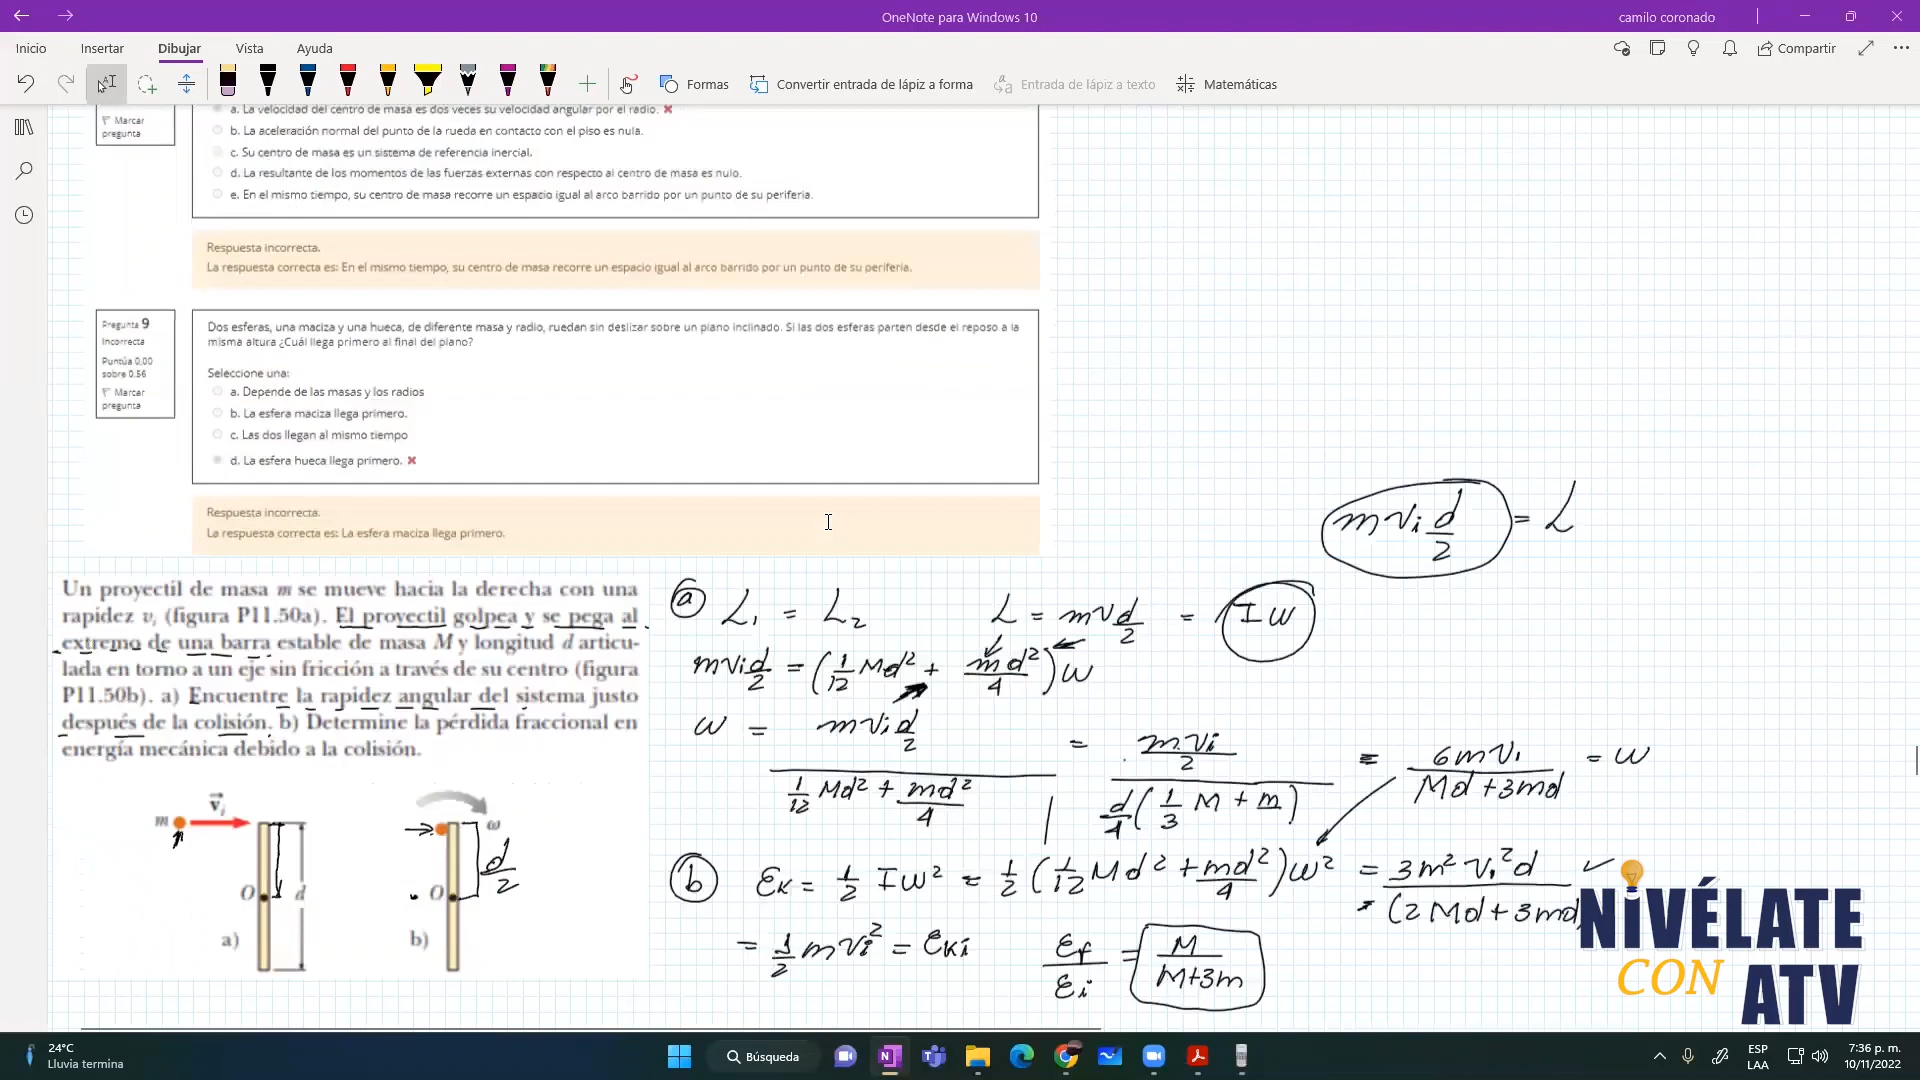 OneNote para Windows 10
camilo coronado
Inicio Insertar Dibujar Vista Ayuda
Compartir
Formas Convertir entrada de lápiz a forma Entrada de lápiz a texto Matemáticas
Marcar pregunta
a. La velocidad del centro de masa es dos veces su velocidad angular por el radio.
b. La aceleración normal del punto de la rueda en contacto con el piso es nula.
c. Su centro de masa es un sistema de referencia inercial.
d. La resultante de los momentos de las fuerzas externas con respecto al centro de masa es nulo.
e. En el mismo tiempo, su centro de masa recorre un espacio igual al arco barrido por un punto de su periferia.
Respuesta incorrecta.
La respuesta correcta es: En el mismo tiempo, su centro de masa recorre un espacio igual al arco barrido por un punto de su periferia.
Pregunta 9
Incorrecta
Puntúa 0,00
sobre 0,56
Marcar
pregunta
Dos esferas, una maciza y una hueca, de diferente masa y radio, ruedan sin deslizar sobre un plano inclinado. Si las dos esferas parten desde el reposo a la
misma altura ¿Cuál llega primero al final del plano?
Seleccione una:
a. Depende de las masas y los radios
b. La esfera maciza llega primero.
c. Las dos llegan al mismo tiempo
d. La esfera hueca llega primero.
Respuesta incorrecta.
La respuesta correcta es: La esfera maciza llega primero.
Un proyectil de masa m se mueve hacia la derecha con una
rapidez vi (figura P11.50a). El proyectil golpea y se pega al
extremo de una barra estable de masa M y longitud d articu-
lada en torno a un eje sin fricción a través de su centro (figura
P11.50b). a) Encuentre la rapidez angular del sistema justo
después de la colisión. b) Determine la pérdida fraccional en
energía mecánica debido a la colisión.
m vi O d a)
ω O d/2 b)
mvi d/2 = L
a L1 = L2 L = mv d/2 = Iω
mvi d/2 = (1/12 Md² + md²/4)ω
ω = mvi d/2 / (1/12 Md² + md²/4) = mvi/2 / (d/4 (1/3 M + m)) = 6mvi / (Md + 3md) = ω
b Ek = 1/2 Iω² = 1/2 (1/12 Md² + md²/4)ω² = 3m²vi²d / (2Md + 3md)
= 1/2 mvi² = Eki Ef/Ei = M / (M+3m)
NIVÉLATE
CON
ATV
24°C
Lluvia termina
Búsqueda
ESP
LAA
7:36 p. m.
10/11/2022